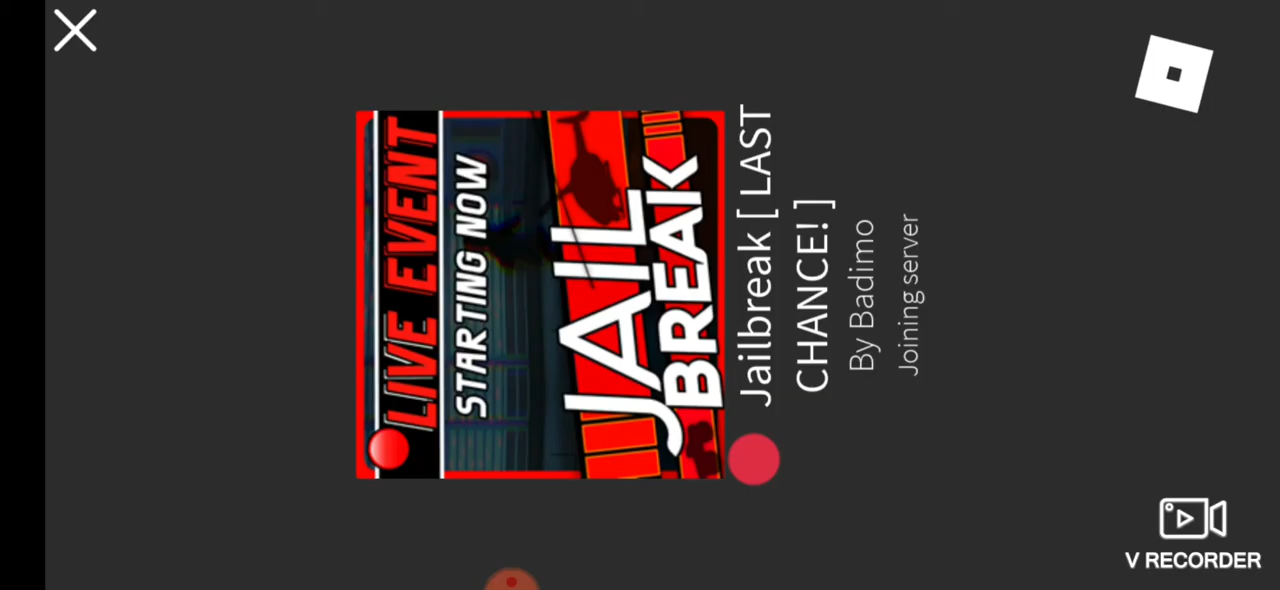 LIVE EVENT
STARTING NOW
JAIL
BREAK
🔴 Jailbreak [ LAST
CHANCE! ]
By Badimo
Joining server
V RECORDER